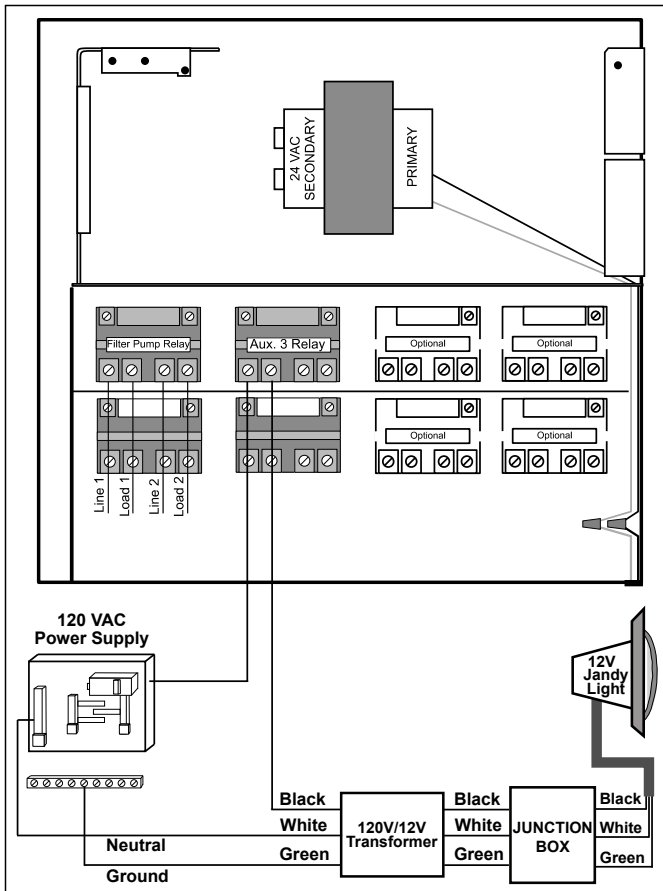 24 VAC
SECONDARY
PRIMARY
Filter Pump Relay
Aux. 3 Relay
Optional
Optional
Optional
Optional
Line 1
Load 1
Line 2
Load 2
120 VAC
Power Supply
12V
Jandy
Light
Black
White
Green
Neutral
Ground
120V/12V
Transformer
Black
White
Green
JUNCTION
BOX
Black
White
Green